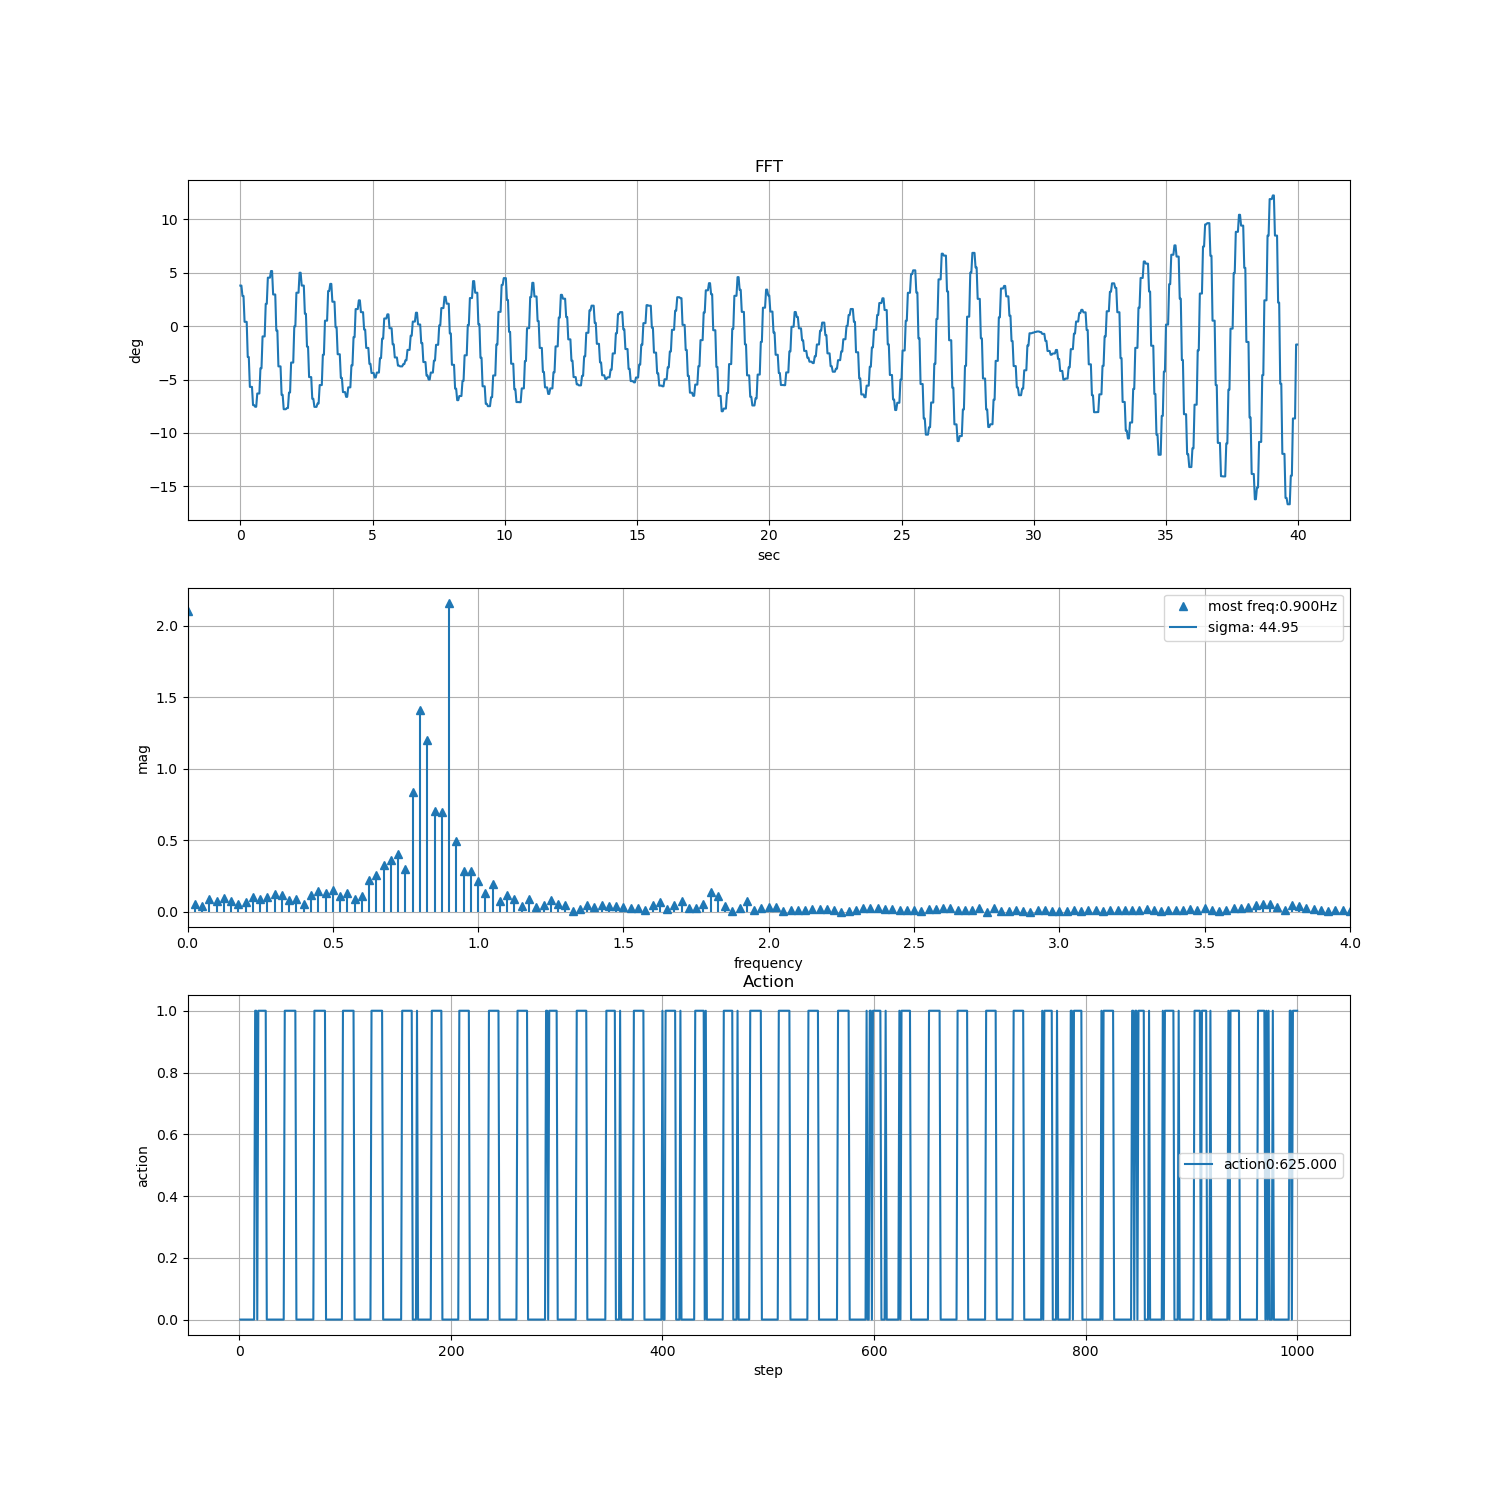 FFT
10
5
0
−5
−10
−15
deg
0 5 10 15 20 25 30 35 40
sec
most freq:0.900Hz
sigma: 44.95
2.0
1.5
1.0
0.5
0.0
mag
0.0 0.5 1.0 1.5 2.0 2.5 3.0 3.5 4.0
frequency
Action
1.0
0.8
0.6
0.4
0.2
0.0
action
action0:625.000
0 200 400 600 800 1000
step